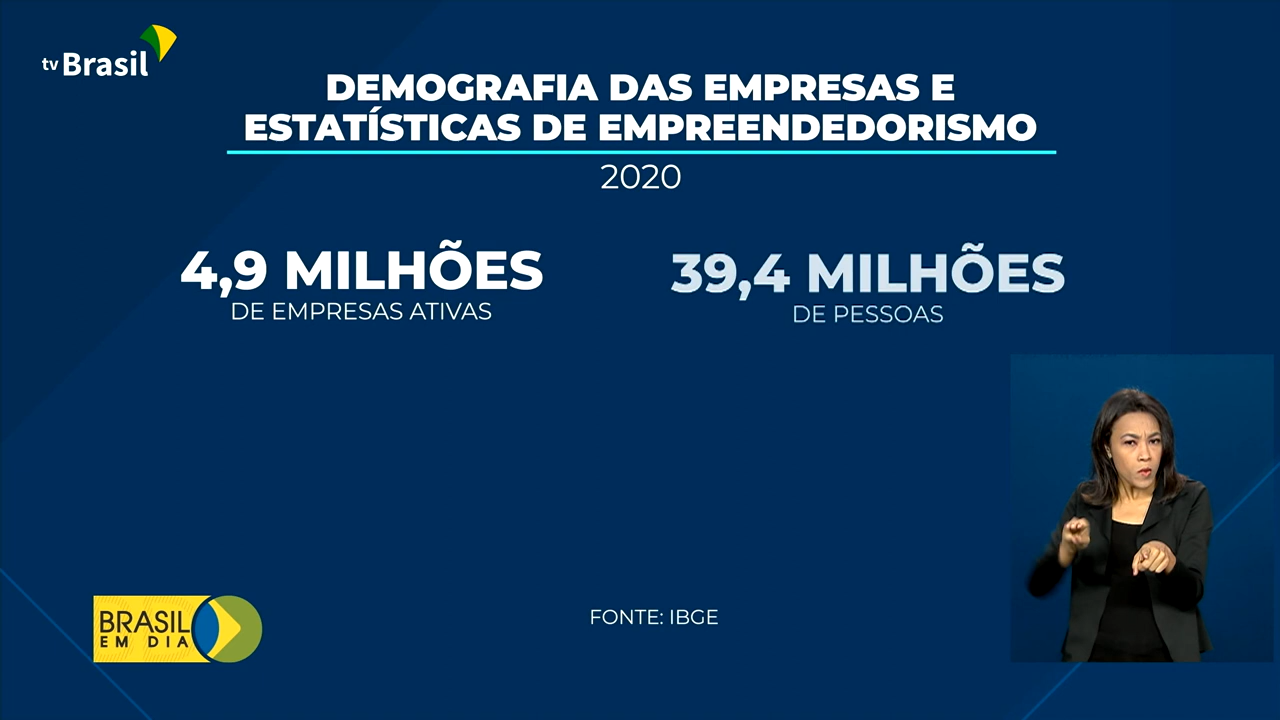 tv Brasil
DEMOGRAFIA DAS EMPRESAS E
ESTATÍSTICAS DE EMPREENDEDORISMO
2020
4,9 MILHÕES
DE EMPRESAS ATIVAS
39,4 MILHÕES
DE PESSOAS
FONTE: IBGE
BRASIL
EM DIA